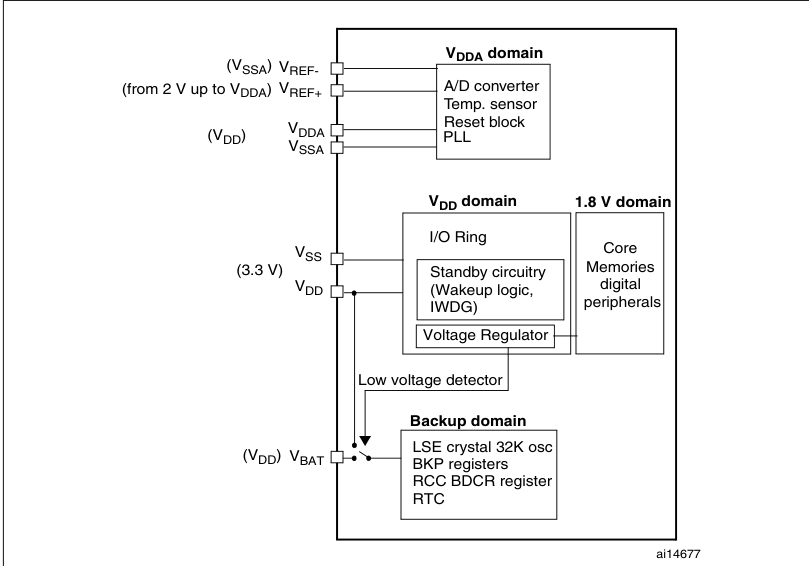 VDDA domain
(VSSA) VREF-
(from 2 V up to VDDA) VREF+
A/D converter
Temp. sensor
Reset block
PLL
(VDD)
VDDA
VSSA
VDD domain
1.8 V domain
I/O Ring
Core
Memories
digital
peripherals
VSS
(3.3 V)
VDD
Standby circuitry
(Wakeup logic,
IWDG)
Voltage Regulator
Low voltage detector
Backup domain
(VDD) VBAT
LSE crystal 32K osc
BKP registers
RCC BDCR register
RTC
ai14677